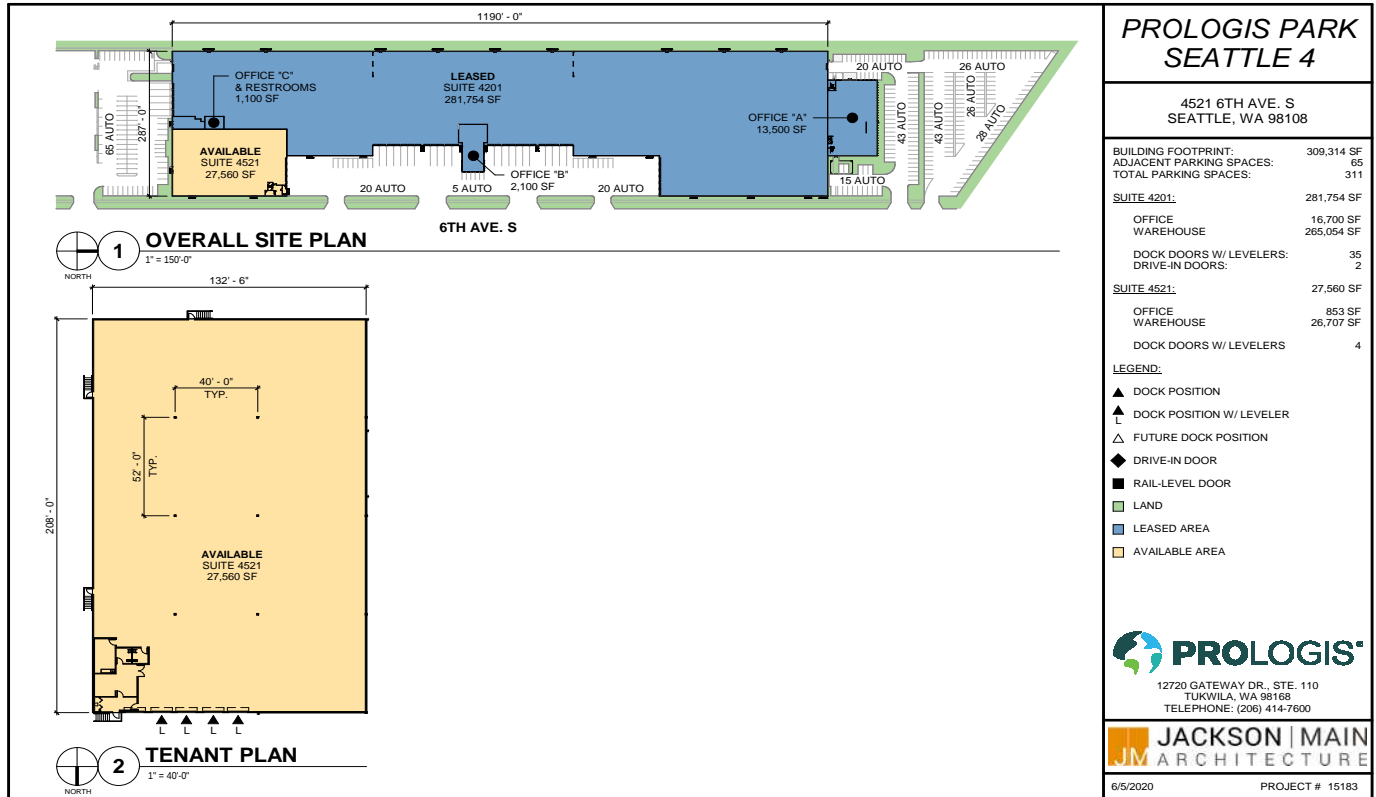 1190' - 0"
287' - 0"
65 AUTO
OFFICE "C"
& RESTROOMS
1,100 SF
LEASED
SUITE 4201
281,754 SF
OFFICE "A"
13,500 SF
AVAILABLE
SUITE 4521
27,560 SF
OFFICE "B"
2,100 SF
20 AUTO
5 AUTO
20 AUTO
20 AUTO
26 AUTO
26 AUTO
43 AUTO
43 AUTO
28 AUTO
15 AUTO
6TH AVE. S
1 OVERALL SITE PLAN
1" = 150'-0"
NORTH
132' - 6"
208' - 0"
40' - 0"
TYP.
52' - 0"
TYP.
AVAILABLE
SUITE 4521
27,560 SF
L L L L
2 TENANT PLAN
1" = 40'-0"
NORTH
PROLOGIS PARK
SEATTLE 4
4521 6TH AVE. S
SEATTLE, WA 98108
BUILDING FOOTPRINT: 309,314 SF
ADJACENT PARKING SPACES: 65
TOTAL PARKING SPACES: 311
SUITE 4201: 281,754 SF
OFFICE 16,700 SF
WAREHOUSE 265,054 SF
DOCK DOORS W/ LEVELERS: 35
DRIVE-IN DOORS: 2
SUITE 4521: 27,560 SF
OFFICE 853 SF
WAREHOUSE 26,707 SF
DOCK DOORS W/ LEVELERS 4
LEGEND:
DOCK POSITION
DOCK POSITION W/ LEVELER
L
FUTURE DOCK POSITION
DRIVE-IN DOOR
RAIL-LEVEL DOOR
LAND
LEASED AREA
AVAILABLE AREA
PROLOGIS
12720 GATEWAY DR., STE. 110
TUKWILA, WA 98168
TELEPHONE: (206) 414-7600
JM JACKSON | MAIN
ARCHITECTURE
6/5/2020 PROJECT # 15183